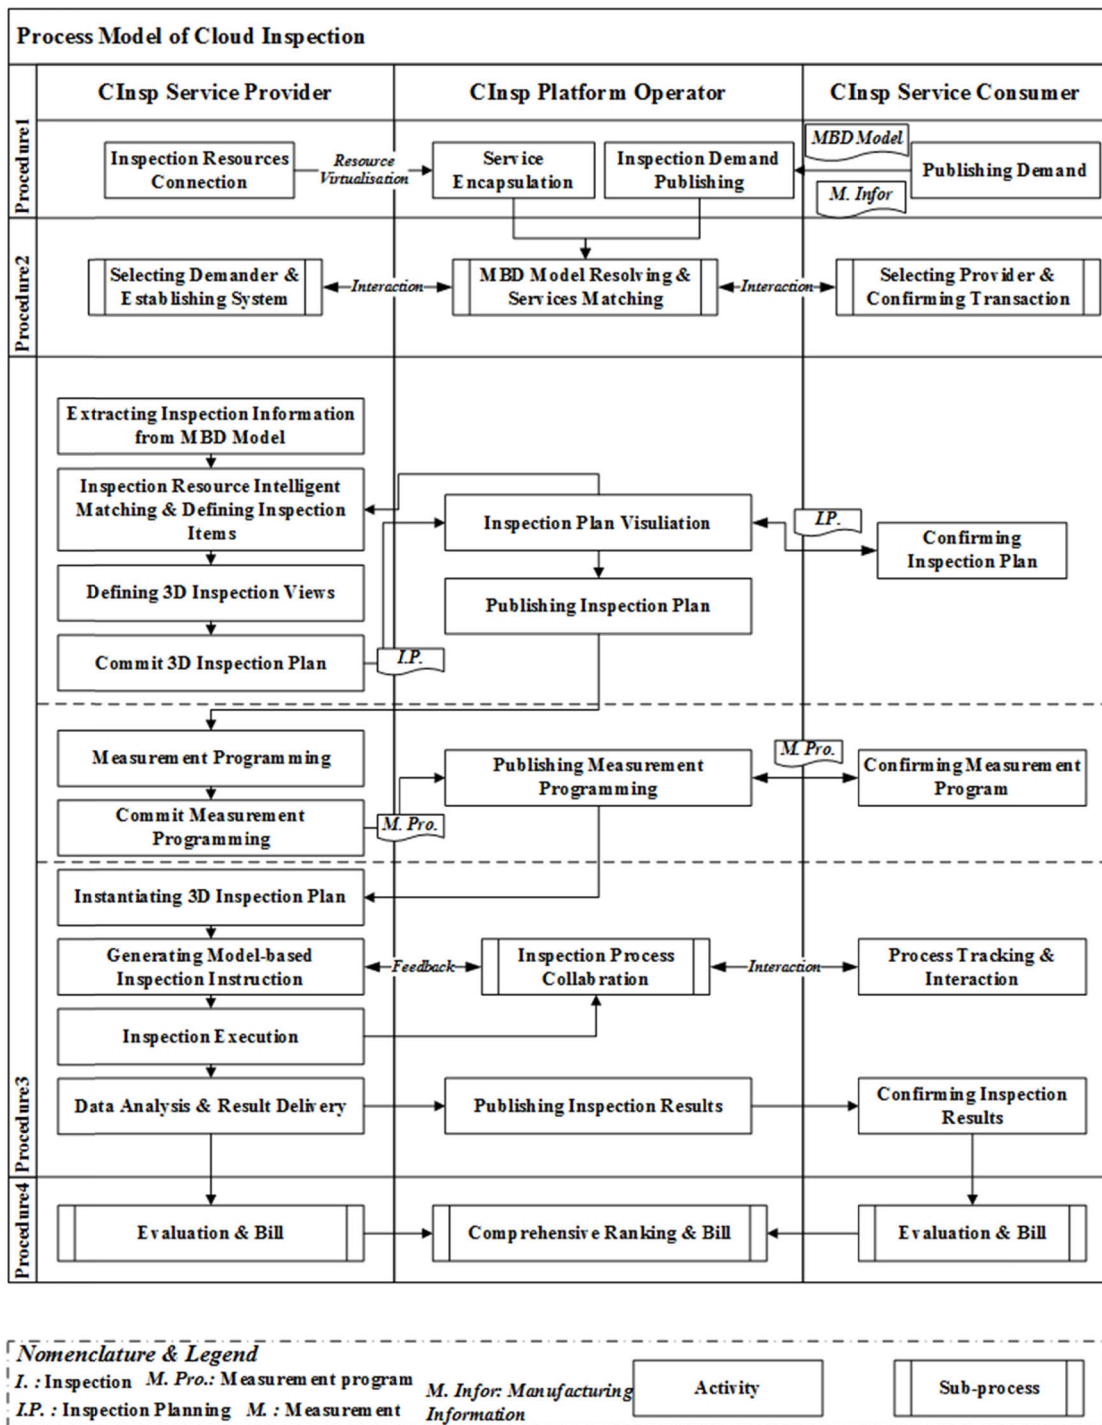 Process Model of Cloud Inspection
CInsp Service Provider
CInsp Platform Operator
CInsp Service Consumer
Procedure1
Inspection Resources
Connection
Resource
Virtualisation
Service
Encapsulation
Inspection Demand
Publishing
MBD Model
M. Infor
Publishing Demand
Procedure2
Selecting Demander &
Establishing System
Interaction
MBD Model Resolving &
Services Matching
Interaction
Selecting Provider &
Confirming Transaction
Procedure3
Extracting Inspection Information
from MBD Model
Inspection Resource Intelligent
Matching & Defining Inspection
Items
Defining 3D Inspection Views
Commit 3D Inspection Plan
I.P.
Inspection Plan Visuliation
Publishing Inspection Plan
I.P.
Confirming
Inspection Plan
Measurement Programming
Commit Measurement
Programming
M. Pro.
Publishing Measurement
Programming
M. Pro.
Confirming Measurement
Program
Instantiating 3D Inspection Plan
Generating Model-based
Inspection Instruction
Feedback
Inspection Process
Collabration
Interaction
Process Tracking &
Interaction
Inspection Execution
Data Analysis & Result Delivery
Publishing Inspection Results
Confirming Inspection
Results
Procedure4
Evaluation & Bill
Comprehensive Ranking & Bill
Evaluation & Bill
Nomenclature & Legend
I. : Inspection M. Pro.: Measurement program
I.P. : Inspection Planning M. : Measurement
M. Infor: Manufacturing
Information
Activity
Sub-process